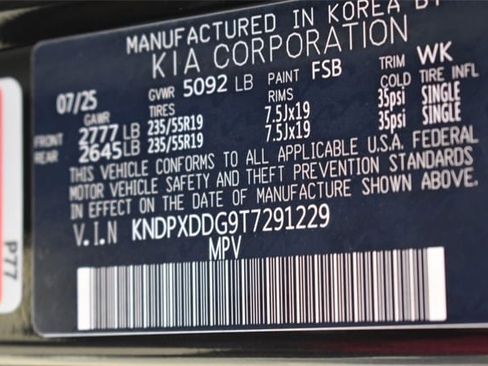 MANUFACTURED IN KOREA BY
KIA CORPORATION
07/25 GVWR 5092 LB PAINT FSB TRIM WK
GAWR TIRES RIMS COLD TIRE INFL
FRONT 2777 LB 235/55R19 7.5Jx19 35psi SINGLE
REAR 2645 LB 235/55R19 7.5Jx19 35psi SINGLE
THIS VEHICLE CONFORMS TO ALL APPLICABLE U.S.A. FEDERAL
MOTOR VEHICLE SAFETY AND THEFT PREVENTION STANDARDS
IN EFFECT ON THE DATE OF MANUFACTURE SHOWN ABOVE.
V.I.N KNDPXDDG9T7291229
MPV
P77